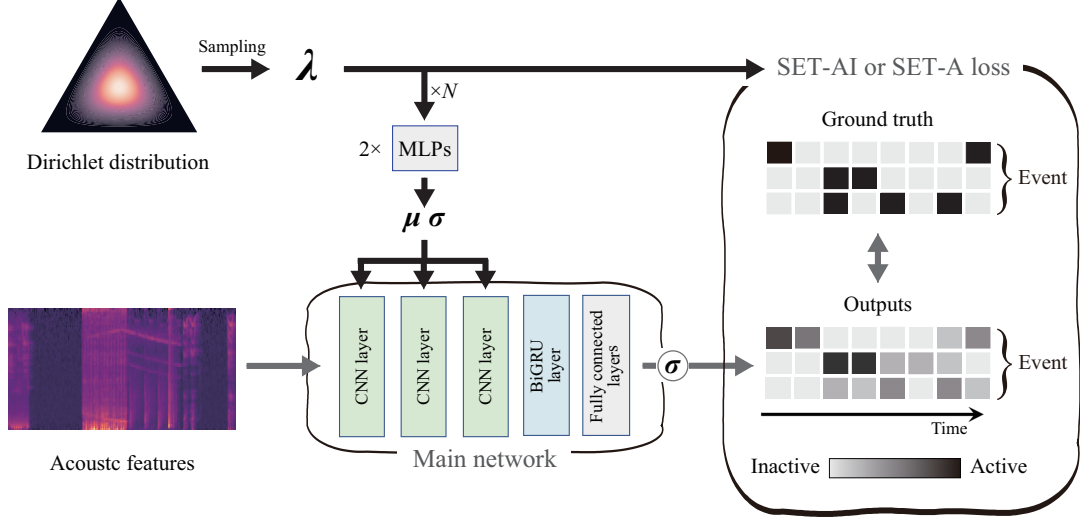 Sampling
λ
SET-AI or SET-A loss
×N
Dirichlet distribution
2× MLPs
μ σ
Ground truth
Event
Outputs
Event
Time
Inactive
Active
CNN layer
CNN layer
CNN layer
BiGRU
layer
Fully connected
layers
σ
Acoustc features
Main network